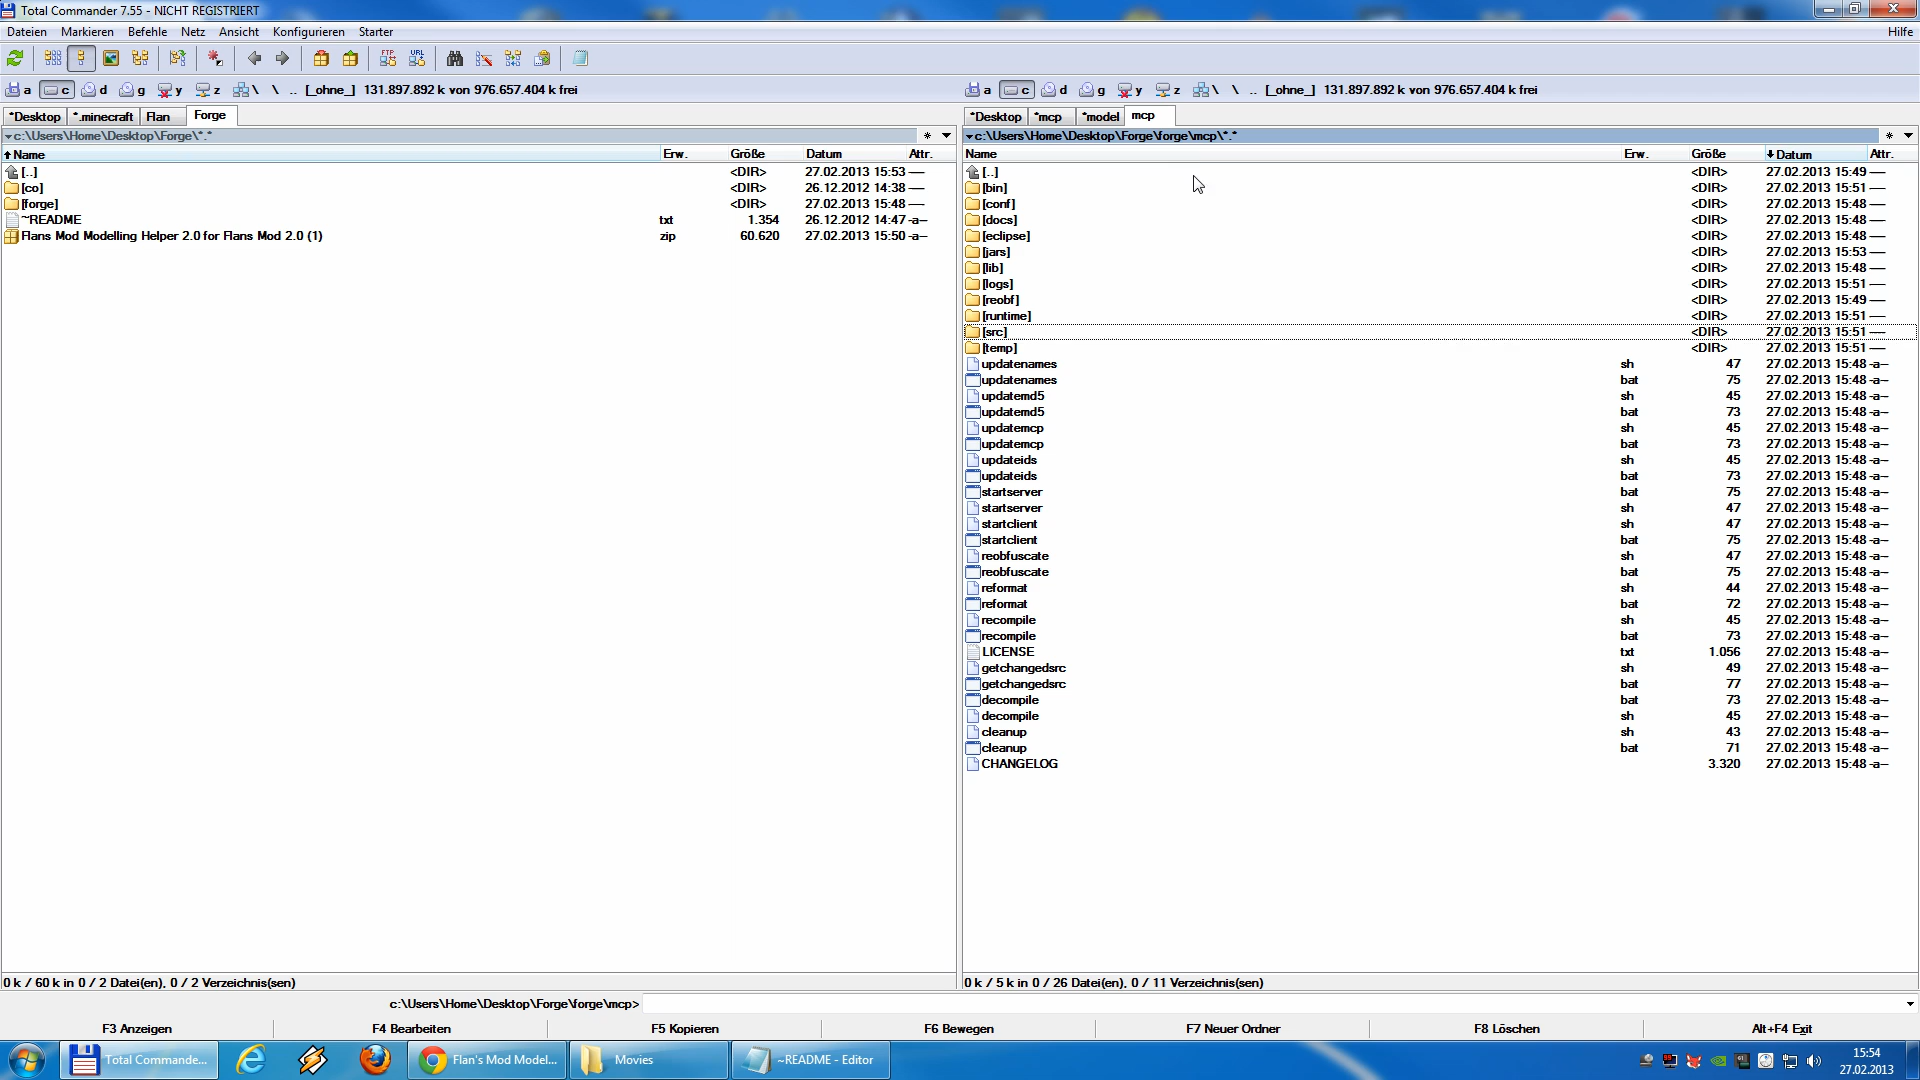 Total Commander 7.55 - NICHT REGISTRIERT
Dateien Markieren Befehle Netz Ansicht Konfigurieren Starter Hilfe
FTP URL
a c d g y z \ \ .. [_ohne_] 131.897.892 k von 976.657.404 k frei
a c d g y z \ \ .. [_ohne_] 131.897.892 k von 976.657.404 k frei
*Desktop *.minecraft Flan Forge
c:\Users\Home\Desktop\Forge\*.* * 
Name Erw. Größe Datum Attr.
[..] <DIR> 27.02.2013 15:53 ----
[co] <DIR> 26.12.2012 14:38 ----
[forge] <DIR> 27.02.2013 15:48 ----
~README txt 1.354 26.12.2012 14:47 -a--
Flans Mod Modelling Helper 2.0 for Flans Mod 2.0 (1) zip 60.620 27.02.2013 15:50 -a--
0 k / 60 k in 0 / 2 Datei(en), 0 / 2 Verzeichnis(sen)
*Desktop *mcp *model mcp
c:\Users\Home\Desktop\Forge\forge\mcp\*.* *
Name Erw. Größe Datum Attr.
[..] <DIR> 27.02.2013 15:49 ----
[bin] <DIR> 27.02.2013 15:51 ----
[conf] <DIR> 27.02.2013 15:48 ----
[docs] <DIR> 27.02.2013 15:48 ----
[eclipse] <DIR> 27.02.2013 15:48 ----
[jars] <DIR> 27.02.2013 15:53 ----
[lib] <DIR> 27.02.2013 15:48 ----
[logs] <DIR> 27.02.2013 15:51 ----
[reobf] <DIR> 27.02.2013 15:49 ----
[runtime] <DIR> 27.02.2013 15:51 ----
[src] <DIR> 27.02.2013 15:51 ----
[temp] <DIR> 27.02.2013 15:51 ----
updatenames sh 47 27.02.2013 15:48 -a--
updatenames bat 75 27.02.2013 15:48 -a--
updatemd5 sh 45 27.02.2013 15:48 -a--
updatemd5 bat 73 27.02.2013 15:48 -a--
updatemcp sh 45 27.02.2013 15:48 -a--
updatemcp bat 73 27.02.2013 15:48 -a--
updateids sh 45 27.02.2013 15:48 -a--
updateids bat 73 27.02.2013 15:48 -a--
startserver bat 75 27.02.2013 15:48 -a--
startserver sh 47 27.02.2013 15:48 -a--
startclient sh 47 27.02.2013 15:48 -a--
startclient bat 75 27.02.2013 15:48 -a--
reobfuscate sh 47 27.02.2013 15:48 -a--
reobfuscate bat 75 27.02.2013 15:48 -a--
reformat sh 44 27.02.2013 15:48 -a--
reformat bat 72 27.02.2013 15:48 -a--
recompile sh 45 27.02.2013 15:48 -a--
recompile bat 73 27.02.2013 15:48 -a--
LICENSE txt 1.056 27.02.2013 15:48 -a--
getchangedsrc sh 49 27.02.2013 15:48 -a--
getchangedsrc bat 77 27.02.2013 15:48 -a--
decompile bat 73 27.02.2013 15:48 -a--
decompile sh 45 27.02.2013 15:48 -a--
cleanup sh 43 27.02.2013 15:48 -a--
cleanup bat 71 27.02.2013 15:48 -a--
CHANGELOG 3.320 27.02.2013 15:48 -a--
0 k / 5 k in 0 / 26 Datei(en), 0 / 11 Verzeichnis(sen)
c:\Users\Home\Desktop\Forge\forge\mcp>
F3 Anzeigen F4 Bearbeiten F5 Kopieren F6 Bewegen F7 Neuer Ordner F8 Löschen Alt+F4 Exit
Total Commande... Flan's Mod Model... Movies ~README - Editor
15:54
27.02.2013